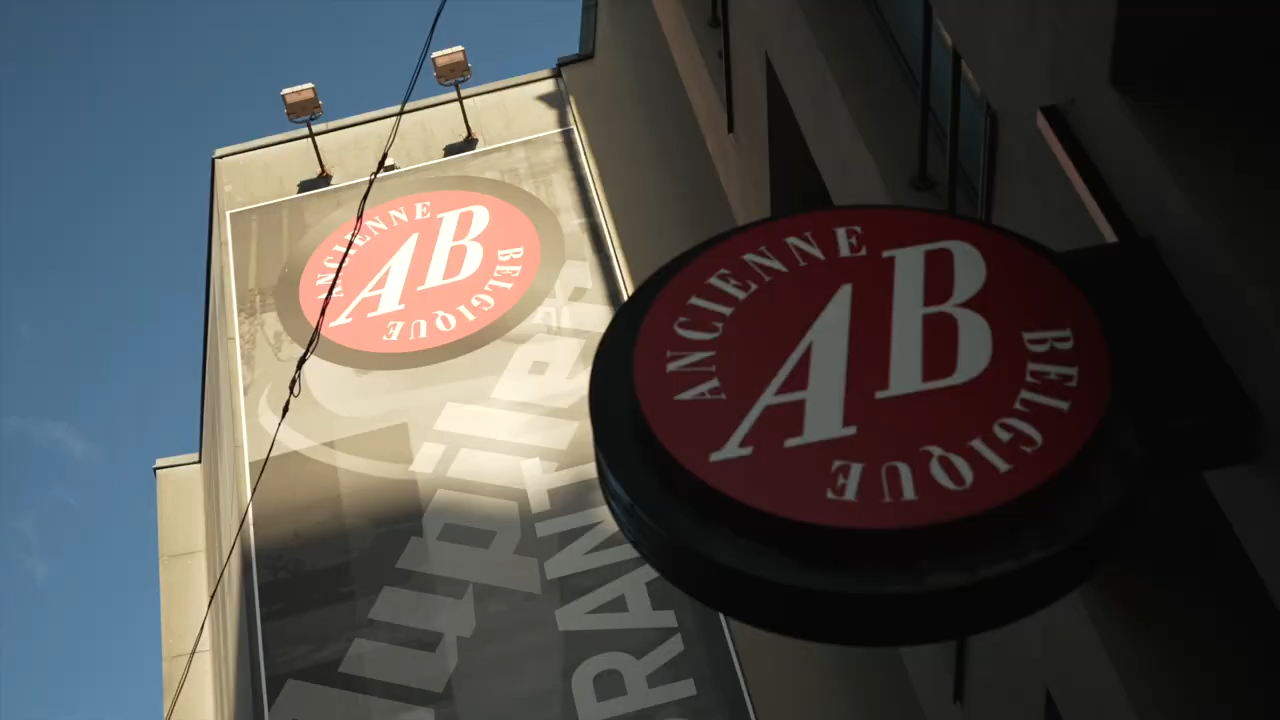 ANCIENNE
AB
BELGIQUE
ANCIENNE
AB
BELGIQUE
Jupiler